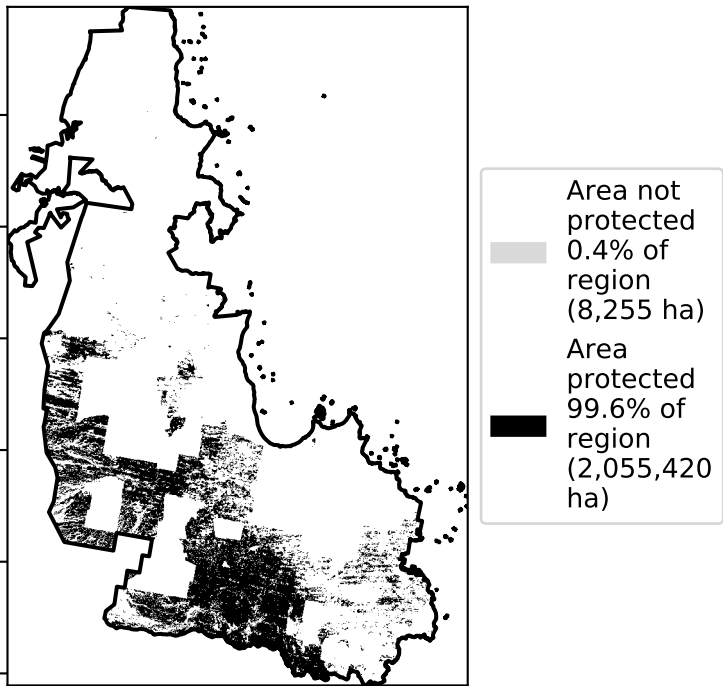 Area not
protected
0.4% of
region
(8,255 ha)
Area
protected
99.6% of
region
(2,055,420
ha)